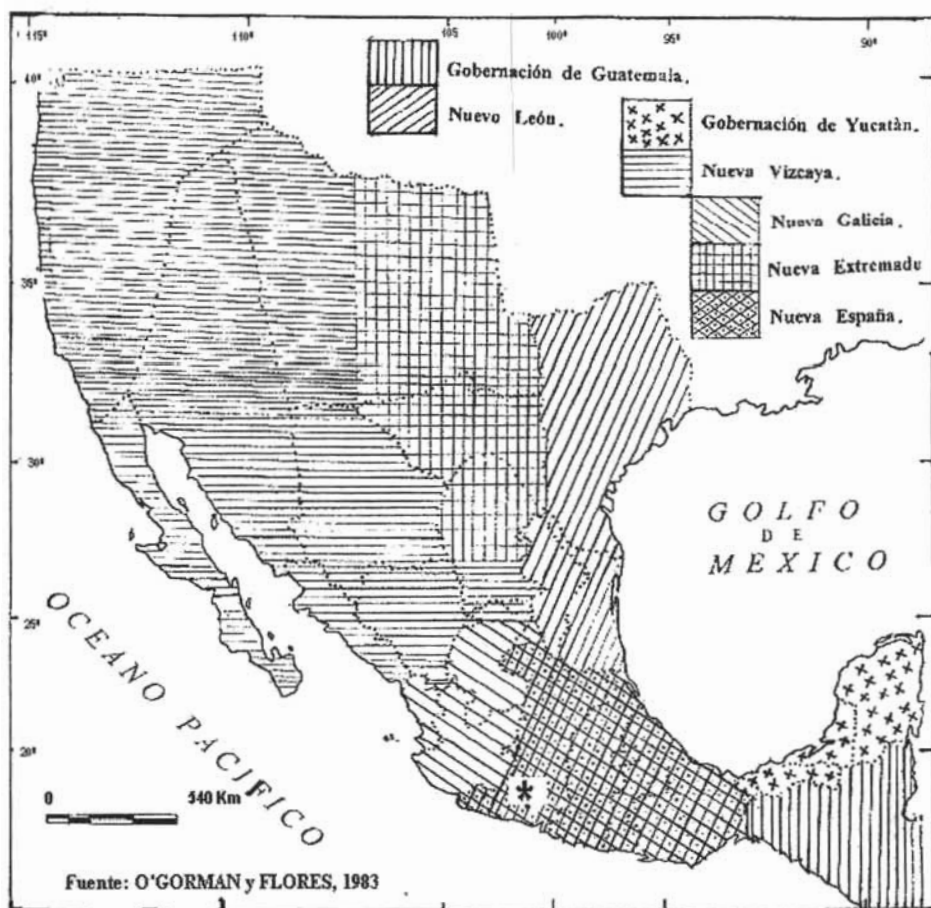 115° 110° 105 100° 90°
40°
35°
30°
25°
20°
Gobernación de Guatemala.
Nuevo León.
Gobernación de Yucatàn.
Nueva Vizcaya.
Nueva Galicia.
Nueva Extremadu
Nueva España.
GOLFO
DE
MEXICO
OCEANO PACIFICO
0 540 Km
*
Fuente: O'GORMAN y FLORES, 1983